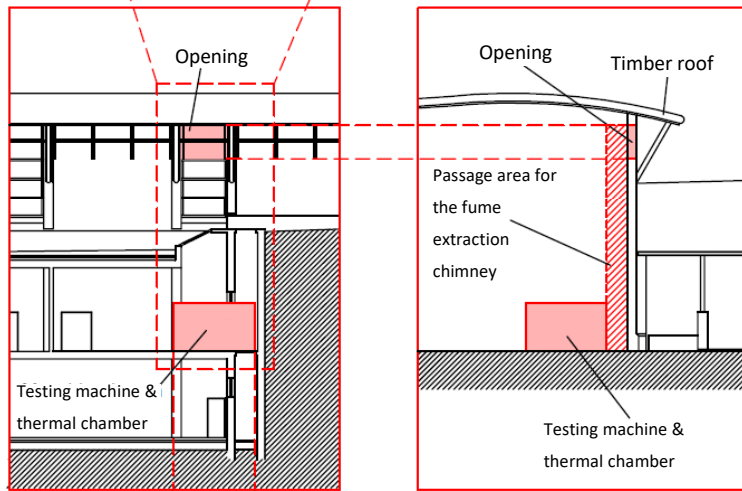 Opening
Testing machine &
thermal chamber
Opening
Timber roof
Passage area for
the fume
extraction
chimney
Testing machine &
thermal chamber